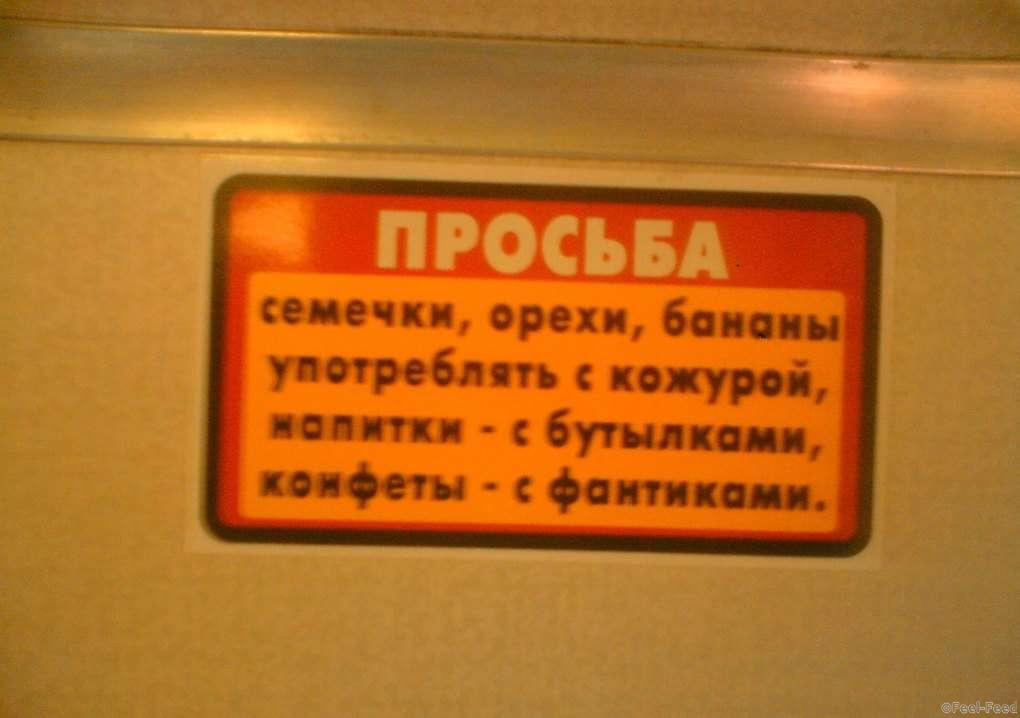 ПРОСЬБА
семечки, орехи, бананы
употреблять с кожурой,
напитки - с бутылками,
конфеты - с фантиками.
©Feel-Feed